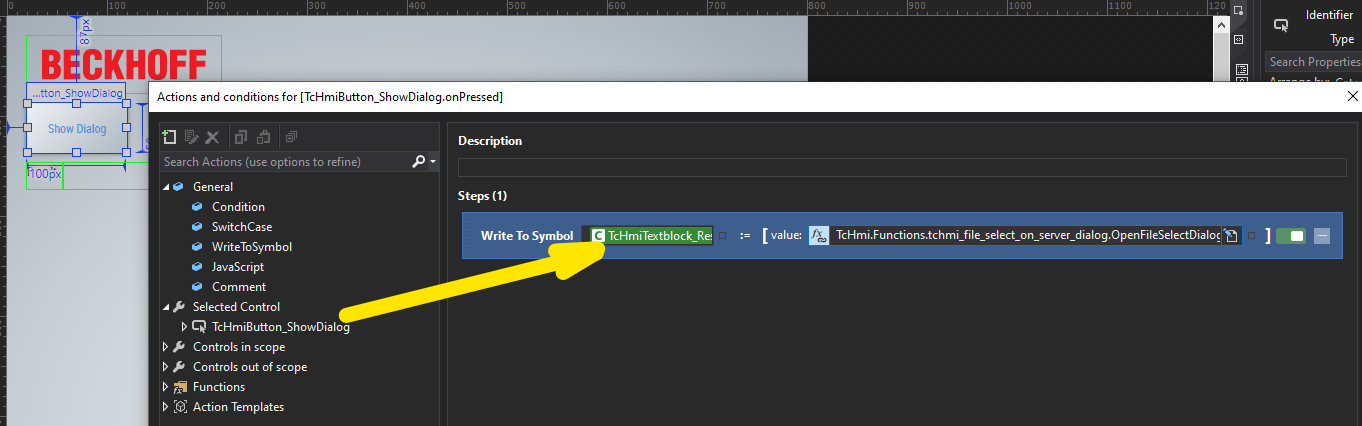 0 100 200 300 400 500 600 700 800 900 1000 1100 1200
87px
BECKHOFF
...tton_ShowDialog
Show Dialog
100px
Identifier
Type
Search Properties
Actions and conditions for [TcHmiButton_ShowDialog.onPressed]
Search Actions (use options to refine)
General
Condition
SwitchCase
WriteToSymbol
JavaScript
Comment
Selected Control
TcHmiButton_ShowDialog
Controls in scope
Controls out of scope
Functions
Action Templates
Description
Steps (1)
Write To Symbol C TcHmiTextblock_Res := [ value: fx TcHmi.Functions.tchmi_file_select_on_server_dialog.OpenFileSelectDialog ]